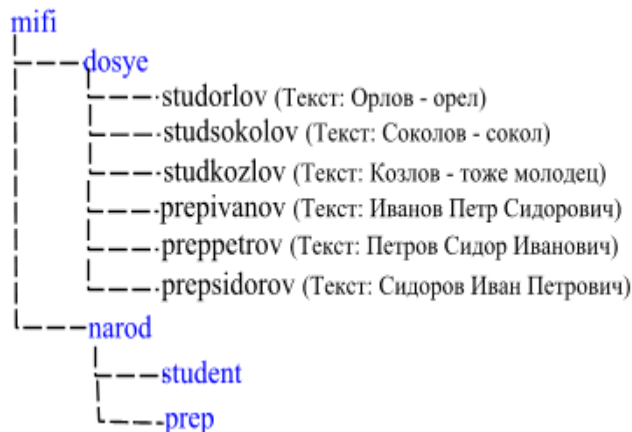 mifi
dosye
studorlov (Текст: Орлов - орел)
studsokolov (Текст: Соколов - сокол)
studkozlov (Текст: Козлов - тоже молодец)
prepivanov (Текст: Иванов Петр Сидорович)
preppetrov (Текст: Петров Сидор Иванович)
prepsidorov (Текст: Сидоров Иван Петрович)
narod
student
prep